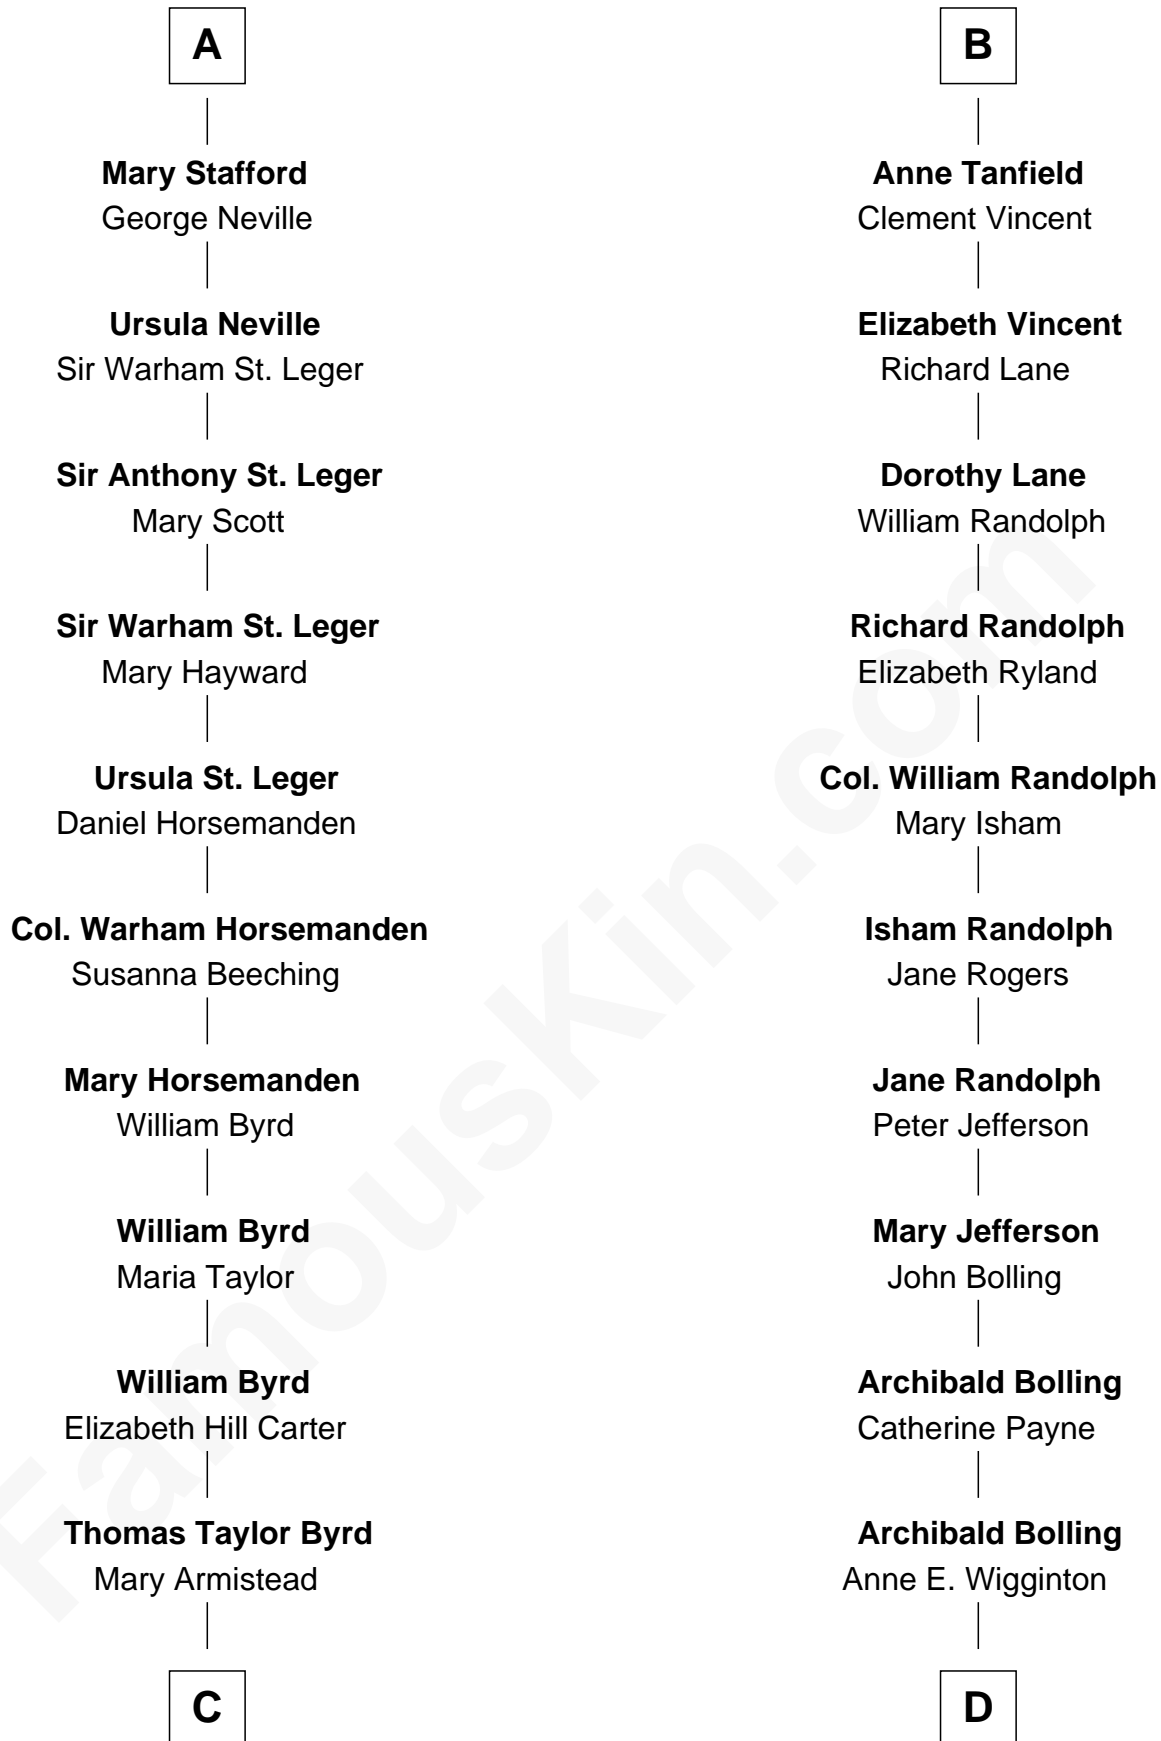 A
Mary Stafford
George Neville
Ursula Neville
Sir Warham St. Leger
Sir Anthony St. Leger
Mary Scott
Sir Warham St. Leger
Mary Hayward
Ursula St. Leger
Daniel Horsemanden
Col. Warham Horsemanden
Susanna Beeching
Mary Horsemanden
William Byrd
William Byrd
Maria Taylor
William Byrd
Elizabeth Hill Carter
Thomas Taylor Byrd
Mary Armistead
C
B
Anne Tanfield
Clement Vincent
Elizabeth Vincent
Richard Lane
Dorothy Lane
William Randolph
Richard Randolph
Elizabeth Ryland
Col. William Randolph
Mary Isham
Isham Randolph
Jane Rogers
Jane Randolph
Peter Jefferson
Mary Jefferson
John Bolling
Archibald Bolling
Catherine Payne
Archibald Bolling
Anne E. Wigginton
D
FamousKin.com